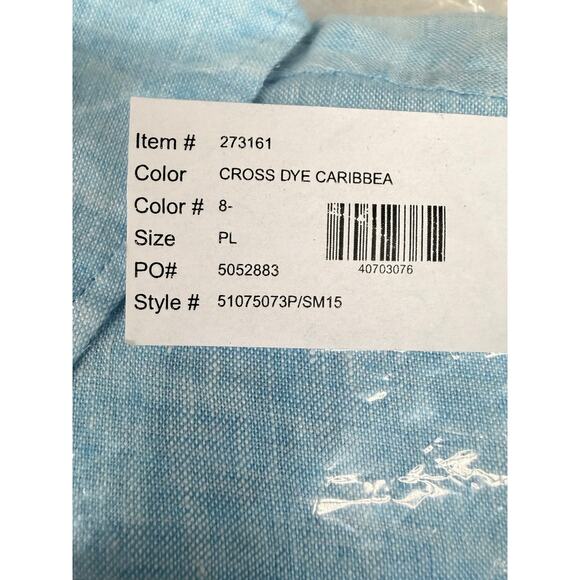 Item # 273161
Color CROSS DYE CARIBBEA
Color # 8-
Size PL
PO# 5052883
Style # 51075073P/SM15
40703076